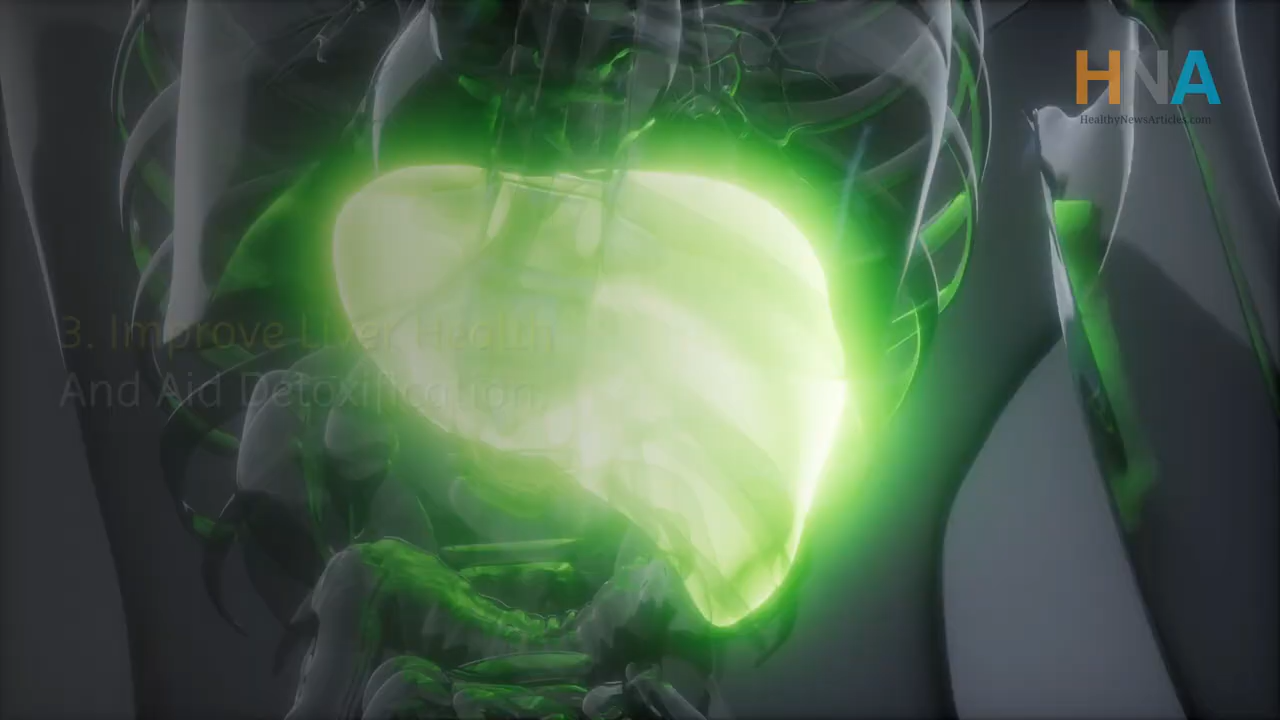 HNA
HealthyNewsArticles.com
3. Improve Liver Health
And Aid Detoxification.